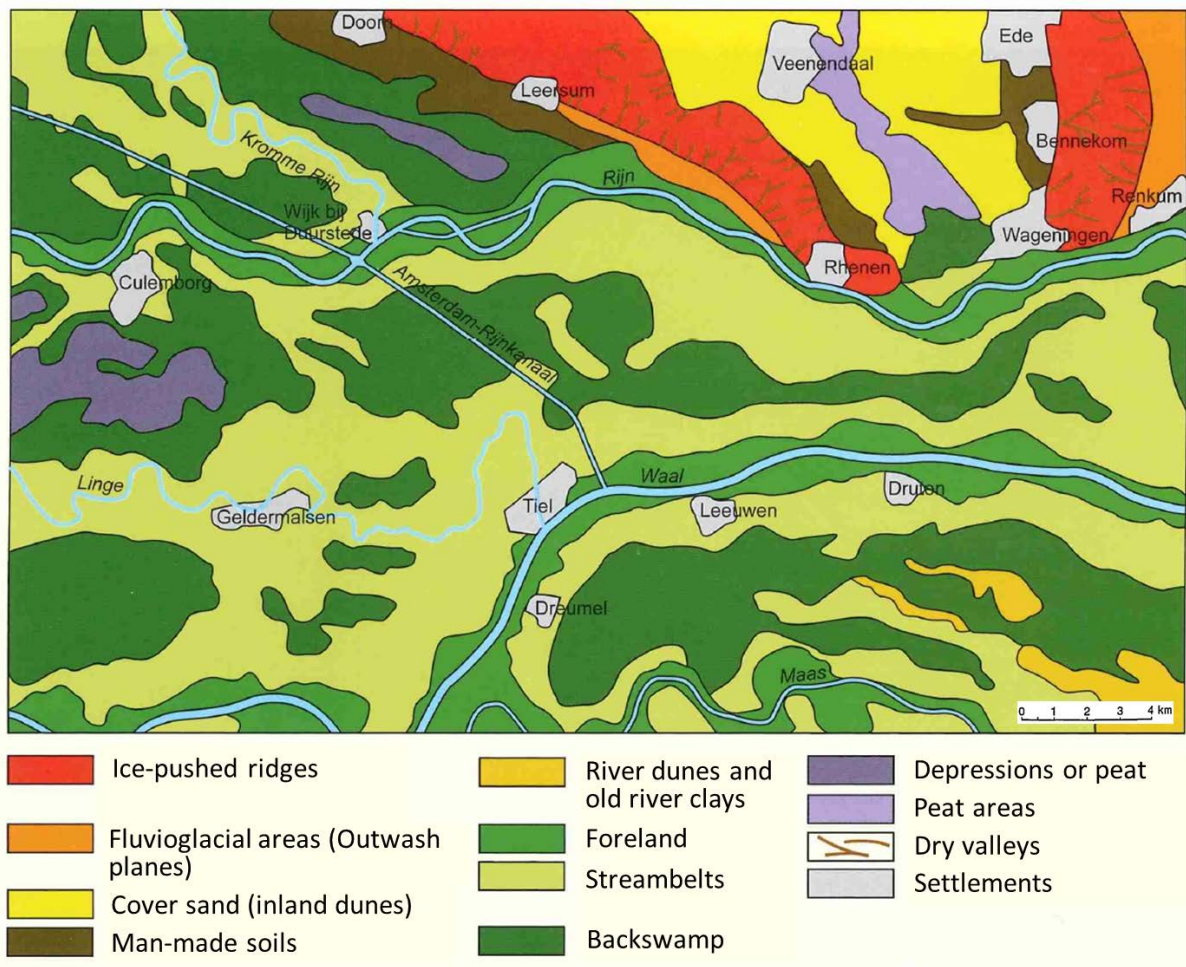 Doorn
Ede
Veenendaal
Leersum
Bennekom
Kromme Rijn
Rijn
Renkum
Wijk bij
Duurstede
Wageningen
Rhenen
Culemborg
Amsterdam-Rijnkanaal
Linge
Waal
Tiel
Druten
Leeuwen
Geldermalsen
Dreumel
Maas
0 1 2 3 4 km
Ice-pushed ridges
Fluvioglacial areas (Outwash
planes)
Cover sand (inland dunes)
Man-made soils
River dunes and
old river clays
Foreland
Streambelts
Backswamp
Depressions or peat
Peat areas
Dry valleys
Settlements